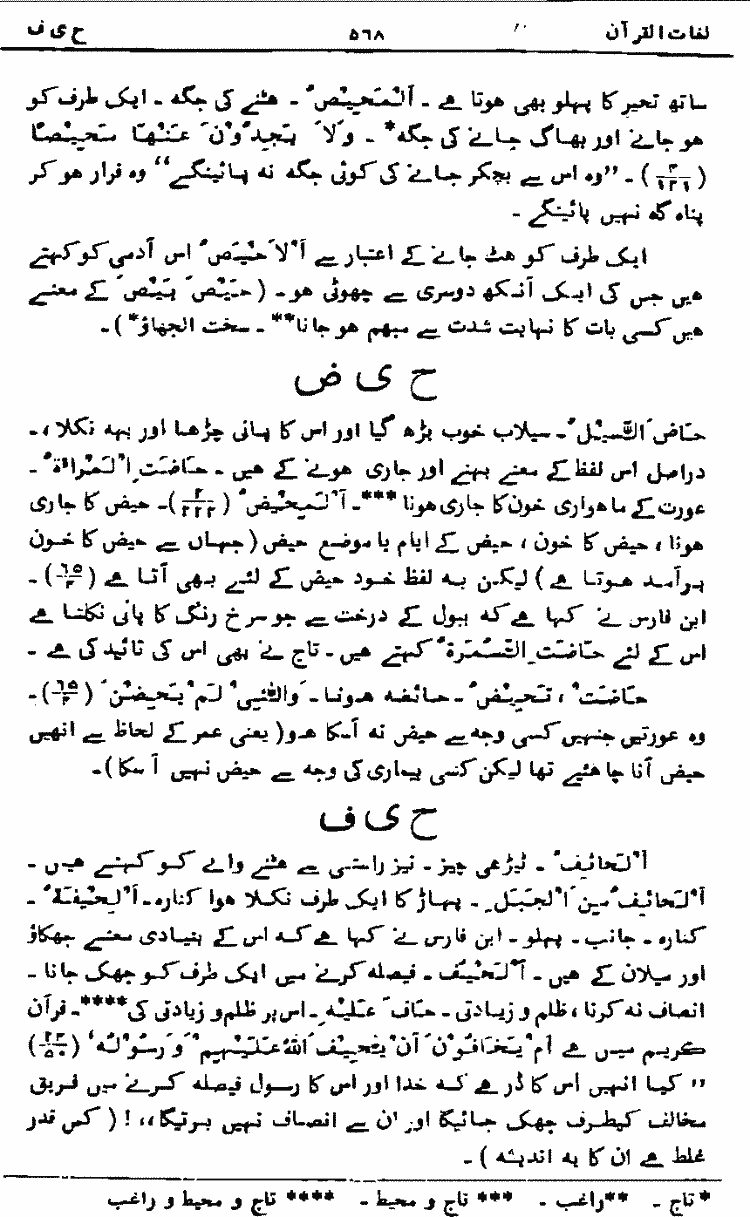 لغات القرآن ۵٦۸ ح ی ف
ساتھ تحیر کا پہلو بھی ہوتا ہے ۔ اَلْمَحِیْصُ ۔ ہٹنے کی جگہ ۔ ایک طرف کو
ہو جانے اور بھاگ جانے کی جگہ* ۔ وَلَا یَجِدُوْنَ عَنْہَا مَحِیْصًا
(۴/۱۲۱) ۔ ”وہ اس سے بچکر جانے کی کوئی جگہ نہ پائینگے“ وہ فرار ہو کر
پناہ گہ نہیں پائینگے ۔
ایک طرف کو ہٹ جانے کے اعتبار سے اَلْاَحْیَصُ اس آدمی کو کہتے
ہیں جس کی ایک آنکھ دوسری سے چھوٹی ہو ۔ (حَیْصَ بَیْصَ کے معنے
ہیں کسی بات کا نہایت شدت سے مبہم ہو جانا** ۔ سخت الجھاؤ*) ۔
ح ی ض
حَاضَ السَّیْلُ ۔ سیلاب خوب بڑھ گیا اور اس کا پانی چڑھا اور بہہ نکلا ، ۔
دراصل اس لفظ کے معنے بہنے اور جاری ہونے کے ہیں ۔ حَاضَتِ الْمَرْاَةُ ۔
عورت کے ماہواری خون کا جاری ہونا*** ۔ اَلْمَحِیْضُ (۲/۲۲۲) ۔ حیض کا جاری
ہونا ، حیض کا خون ، حیض کے ایام یا موضع حیض (جہاں سے حیض کا خون
برآمد ہوتا ہے) لیکن یہ لفظ خود حیض کے لئے بھی آتا ہے (٦۵/۴) ۔
ابن فارس نے کہا ہے کہ ببول کے درخت سے جو سرخ رنگ کا پانی نکلتا ہے
اس کے لئے حَاضَتِ السَّمُرَةُ کہتے ہیں ۔ تاج نے بھی اس کی تائید کی ہے ۔
حَاضَتْ ، تَحِیْضُ ۔ حائضہ ہونا ۔ وَالّٰئِیْ لَمْ یَحِضْنَ (٦۵/۴) ۔
وہ عورتیں جنہیں کسی وجہ سے حیض نہ آسکا ہو (یعنی عمر کے لحاظ سے انھیں
حیض آنا چاہئیے تھا لیکن کسی بیماری کی وجہ سے حیض نہیں آ سکا) ۔
ح ی ف
اَلْحَائِفُ ۔ ٹیڑھی چیز ۔ نیز راستی سے ہٹنے والے کو کہتے ہیں ۔
اَلْحَائِفُ مِنَ الْجَبَلِ ۔ پہاڑ کا ایک طرف نکلا ہوا کنارہ ۔ اَلْحِیْفَةُ ۔
کنارہ ۔ جانب ۔ پہلو ۔ ابن فارس نے کہا ہے کہ اس کے بنیادی معنے جھکاؤ
اور میلان کے ہیں ۔ اَلْحَیْفُ ۔ فیصلہ کرنے میں ایک طرف کو جھک جانا ۔
انصاف نہ کرنا ، ظلم و زیادتی ۔ حَافَ عَلَیْہِ ۔ اس پر ظلم و زیادتی کی**** ۔ قرآن
کریم میں ہے اَمْ یَخَافُوْنَ اَنْ یَّحِیْفَ اللّٰہُ عَلَیْہِمْ وَ رَسُوْلُہٗ (۲۴/۵۰)
”کیا انہیں اس کا ڈر ہے کہ خدا اور اس کا رسول فیصلہ کرنے میں فریق
مخالف کیطرف جھک جائیگا اور ان سے انصاف نہیں برتیگا“ ! (کس قدر
غلط ہے ان کا یہ اندیشہ) ۔
*تاج ۔ **راغب ۔ ***تاج و محیط ۔ ****تاج و محیط و راغب